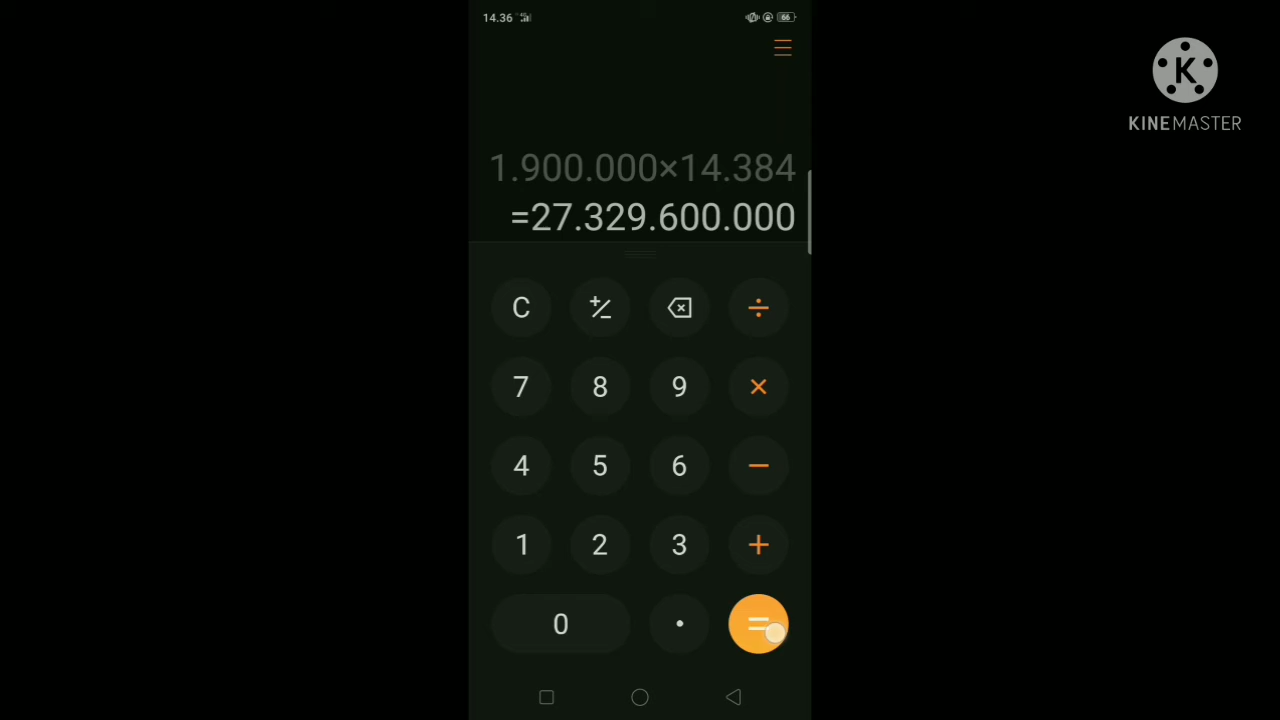 14.36
66
K
KINEMASTER
1.900.000×14.384
=27.329.600.000
C +/- ÷
7 8 9 ×
4 5 6 −
1 2 3 +
0 • =